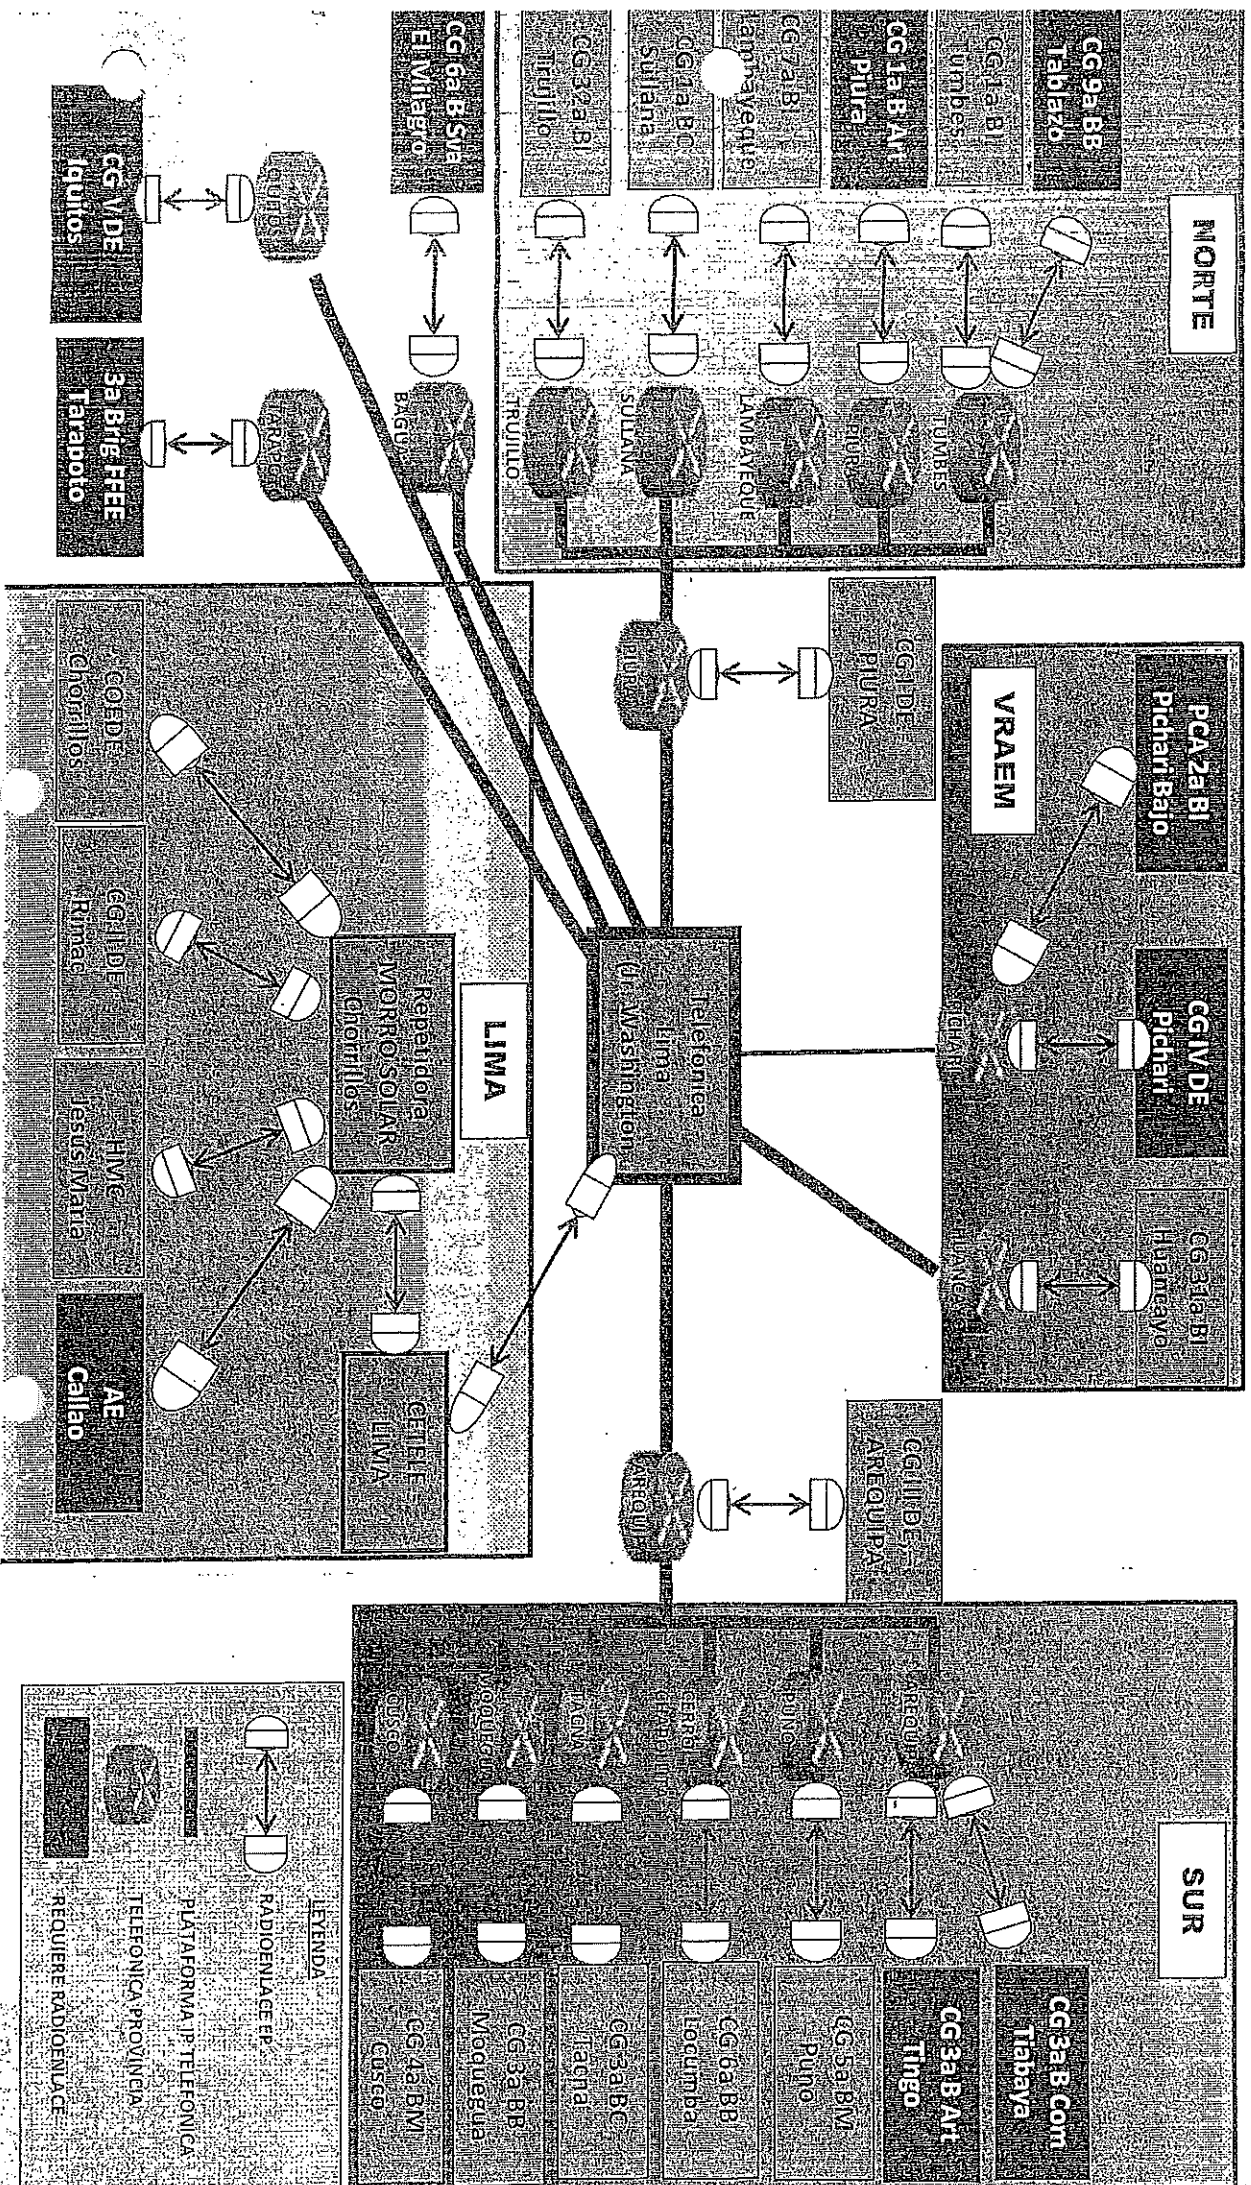 NORTE
CG 9a BB
Tablazo
CG 1a BI
Tumbes
CG 1a B Art
Piura
CG 7a BI
CG 1a BC
Sullana
CG 32a BI
Trujillo
CG 6a B Sva
El Milagro
CG V DE
Iquitos
3a Brig FFEE
Tarapoto
TUMBES
PIURA
LAMBAYEQUE
SULLANA
TRUJILLO
BAGUA
PIURA
CG I DE
PIURA
VRAEM
PCA 2a BI
Pichari Bajo
CG IV DE
Pichari
CG 31a BI
Huancayo
Telefonica
Lima
(Jr. Washington)
LIMA
Repetidora
MORRO SOLAR
Chorrillos
COEDE
Chorrillos
CG II DE
Rimac
HMC
Jesus Maria
AE
Callao
CETELE
LIMA
CG III DE
AREQUIPA
SUR
PUNO
TACNA
CUSCO
CG 3a B Com
Tiabaya
CG 3a B Art
Tingo
CG 5a BM
Puno
CG 6a BB
Locumba
CG 3a BC
Tacna
CG 3a BB
Moquegua
CG 4a BM
Cusco
LEYENDA
RADIOENLACE EP
PLATAFORMA IP TELEFONICA
TELEFONICA PROVINCIA
REQUIERE RADIOENLACE